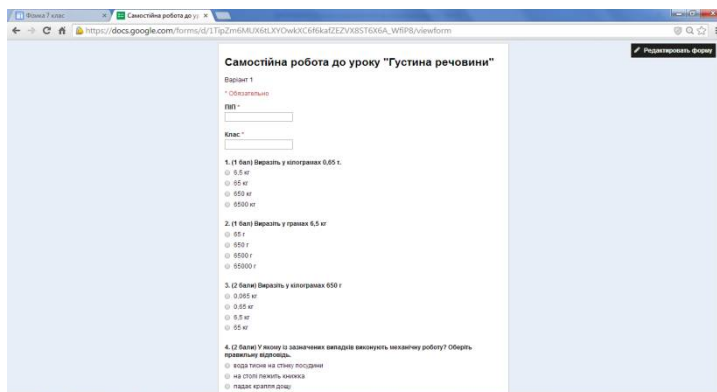 Фізика 7 клас
Самостійна робота до ур
https://docs.google.com/forms/d/1TipZm6MUX6tLXYOwkXC6f6kafZEZVX8ST6X6A_WfiP8/viewform
Редактировать форму
Самостійна робота до уроку "Густина речовини"
Варіант 1
* Обязательно
ПІП *
Клас *
1. (1 бал) Виразіть у кілограмах 0,65 т.
6,5 кг
65 кг
650 кг
6500 кг
2. (1 бал) Виразіть у грамах 6,5 кг
65 г
650 г
6500 г
65000 г
3. (2 бали) Виразіть у кілограмах 650 г
0,065 кг
0,65 кг
6,5 кг
65 кг
4. (2 бали) У якому із зазначених випадків виконують механічну роботу? Оберіть
правильну відповідь.
вода тисне на стінку посудини
на столі лежить книжка
падає крапля дощу